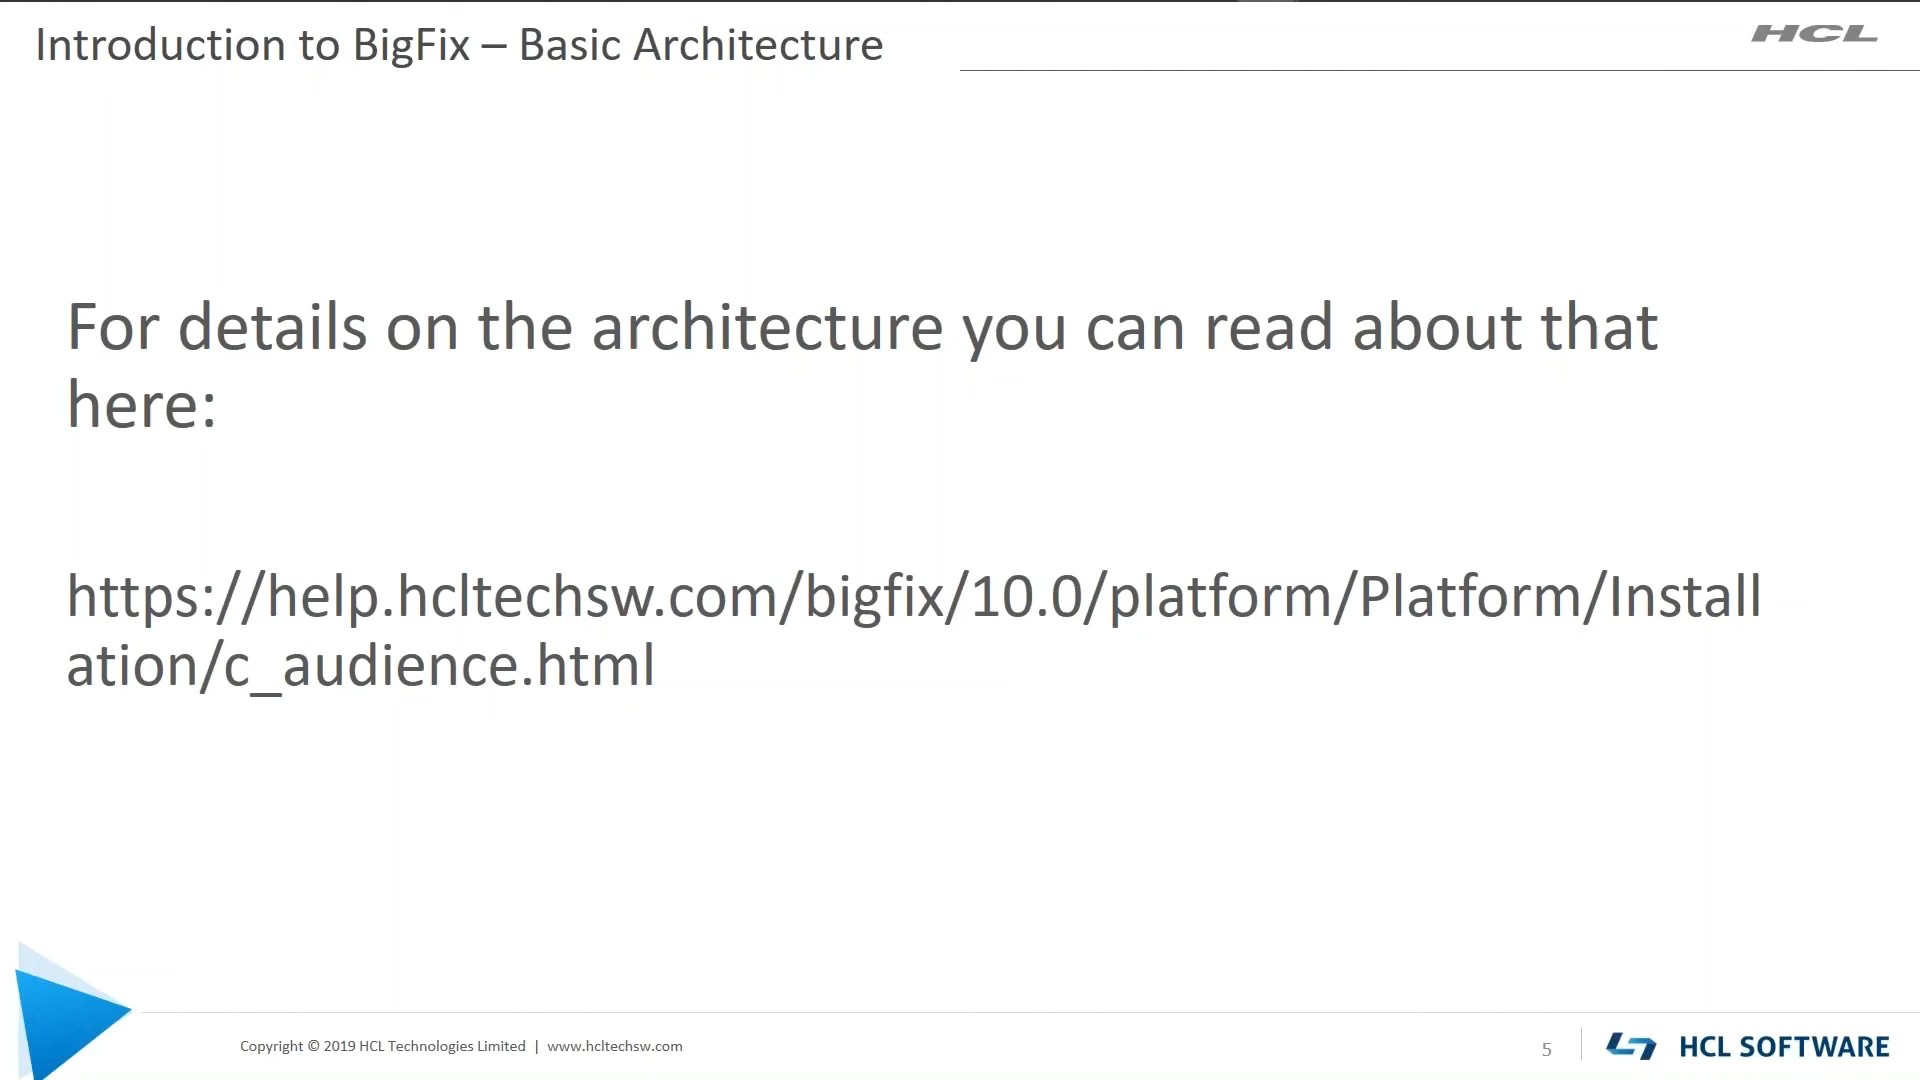 Introduction to BigFix – Basic Architecture
HCL
For details on the architecture you can read about that
here:
https://help.hcltechsw.com/bigfix/10.0/platform/Platform/Install
ation/c_audience.html
Copyright © 2019 HCL Technologies Limited | www.hcltechsw.com
5
HCL SOFTWARE